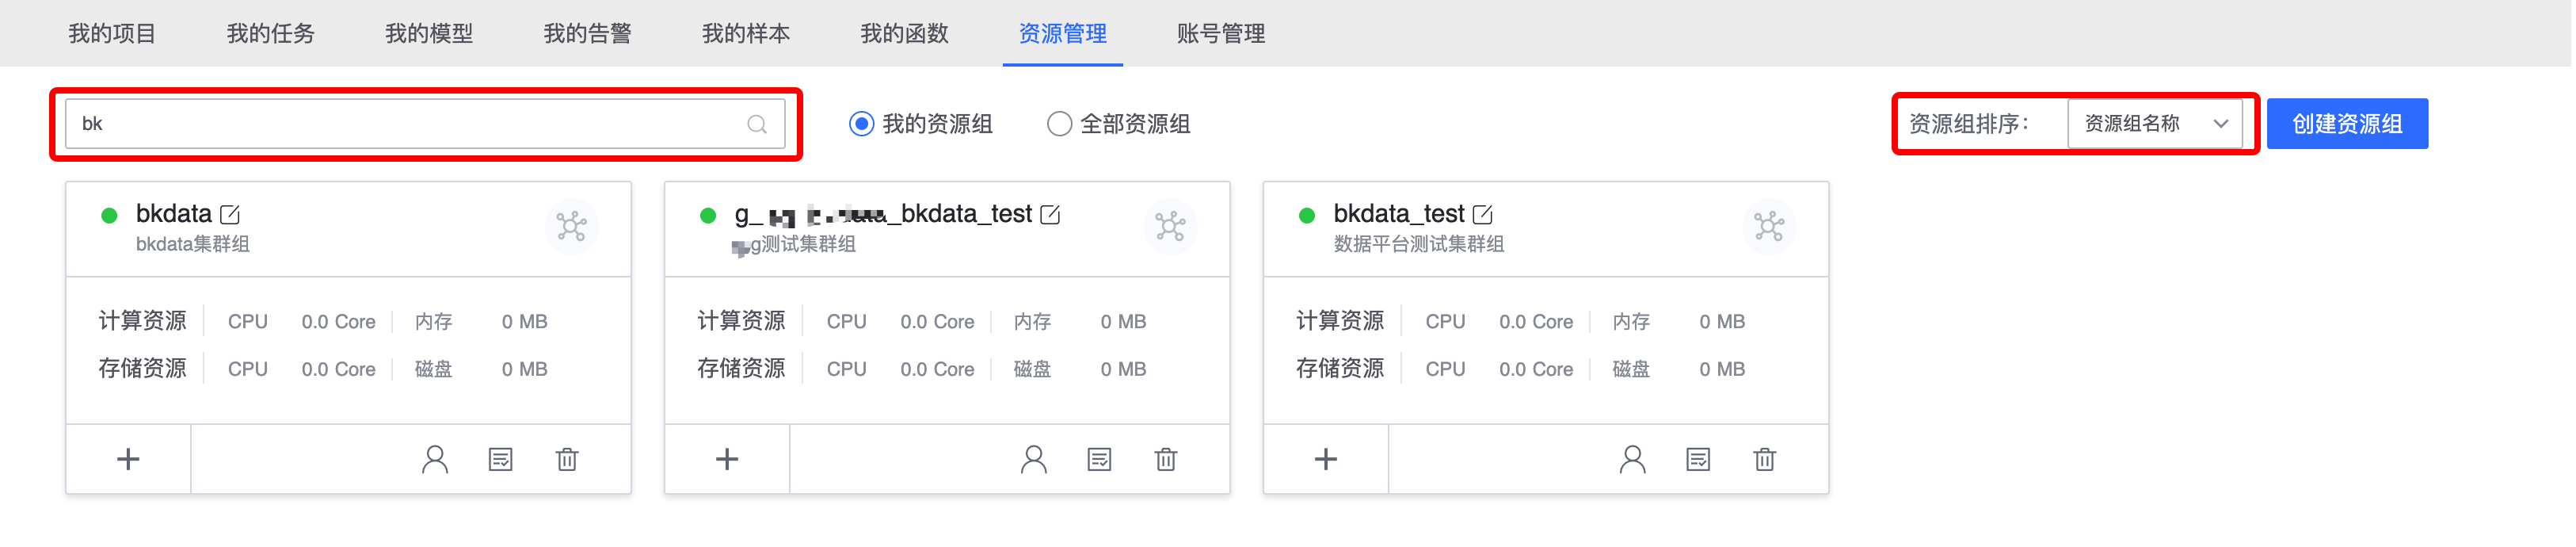 我的项目 我的任务 我的模型 我的告警 我的样本 我的函数 资源管理 账号管理
bk 我的资源组 全部资源组 资源组排序： 资源组名称 创建资源组
bkdata
bkdata集群组
计算资源 CPU 0.0 Core 内存 0 MB
存储资源 CPU 0.0 Core 磁盘 0 MB
g_ _bkdata_test
g测试集群组
计算资源 CPU 0.0 Core 内存 0 MB
存储资源 CPU 0.0 Core 磁盘 0 MB
bkdata_test
数据平台测试集群组
计算资源 CPU 0.0 Core 内存 0 MB
存储资源 CPU 0.0 Core 磁盘 0 MB